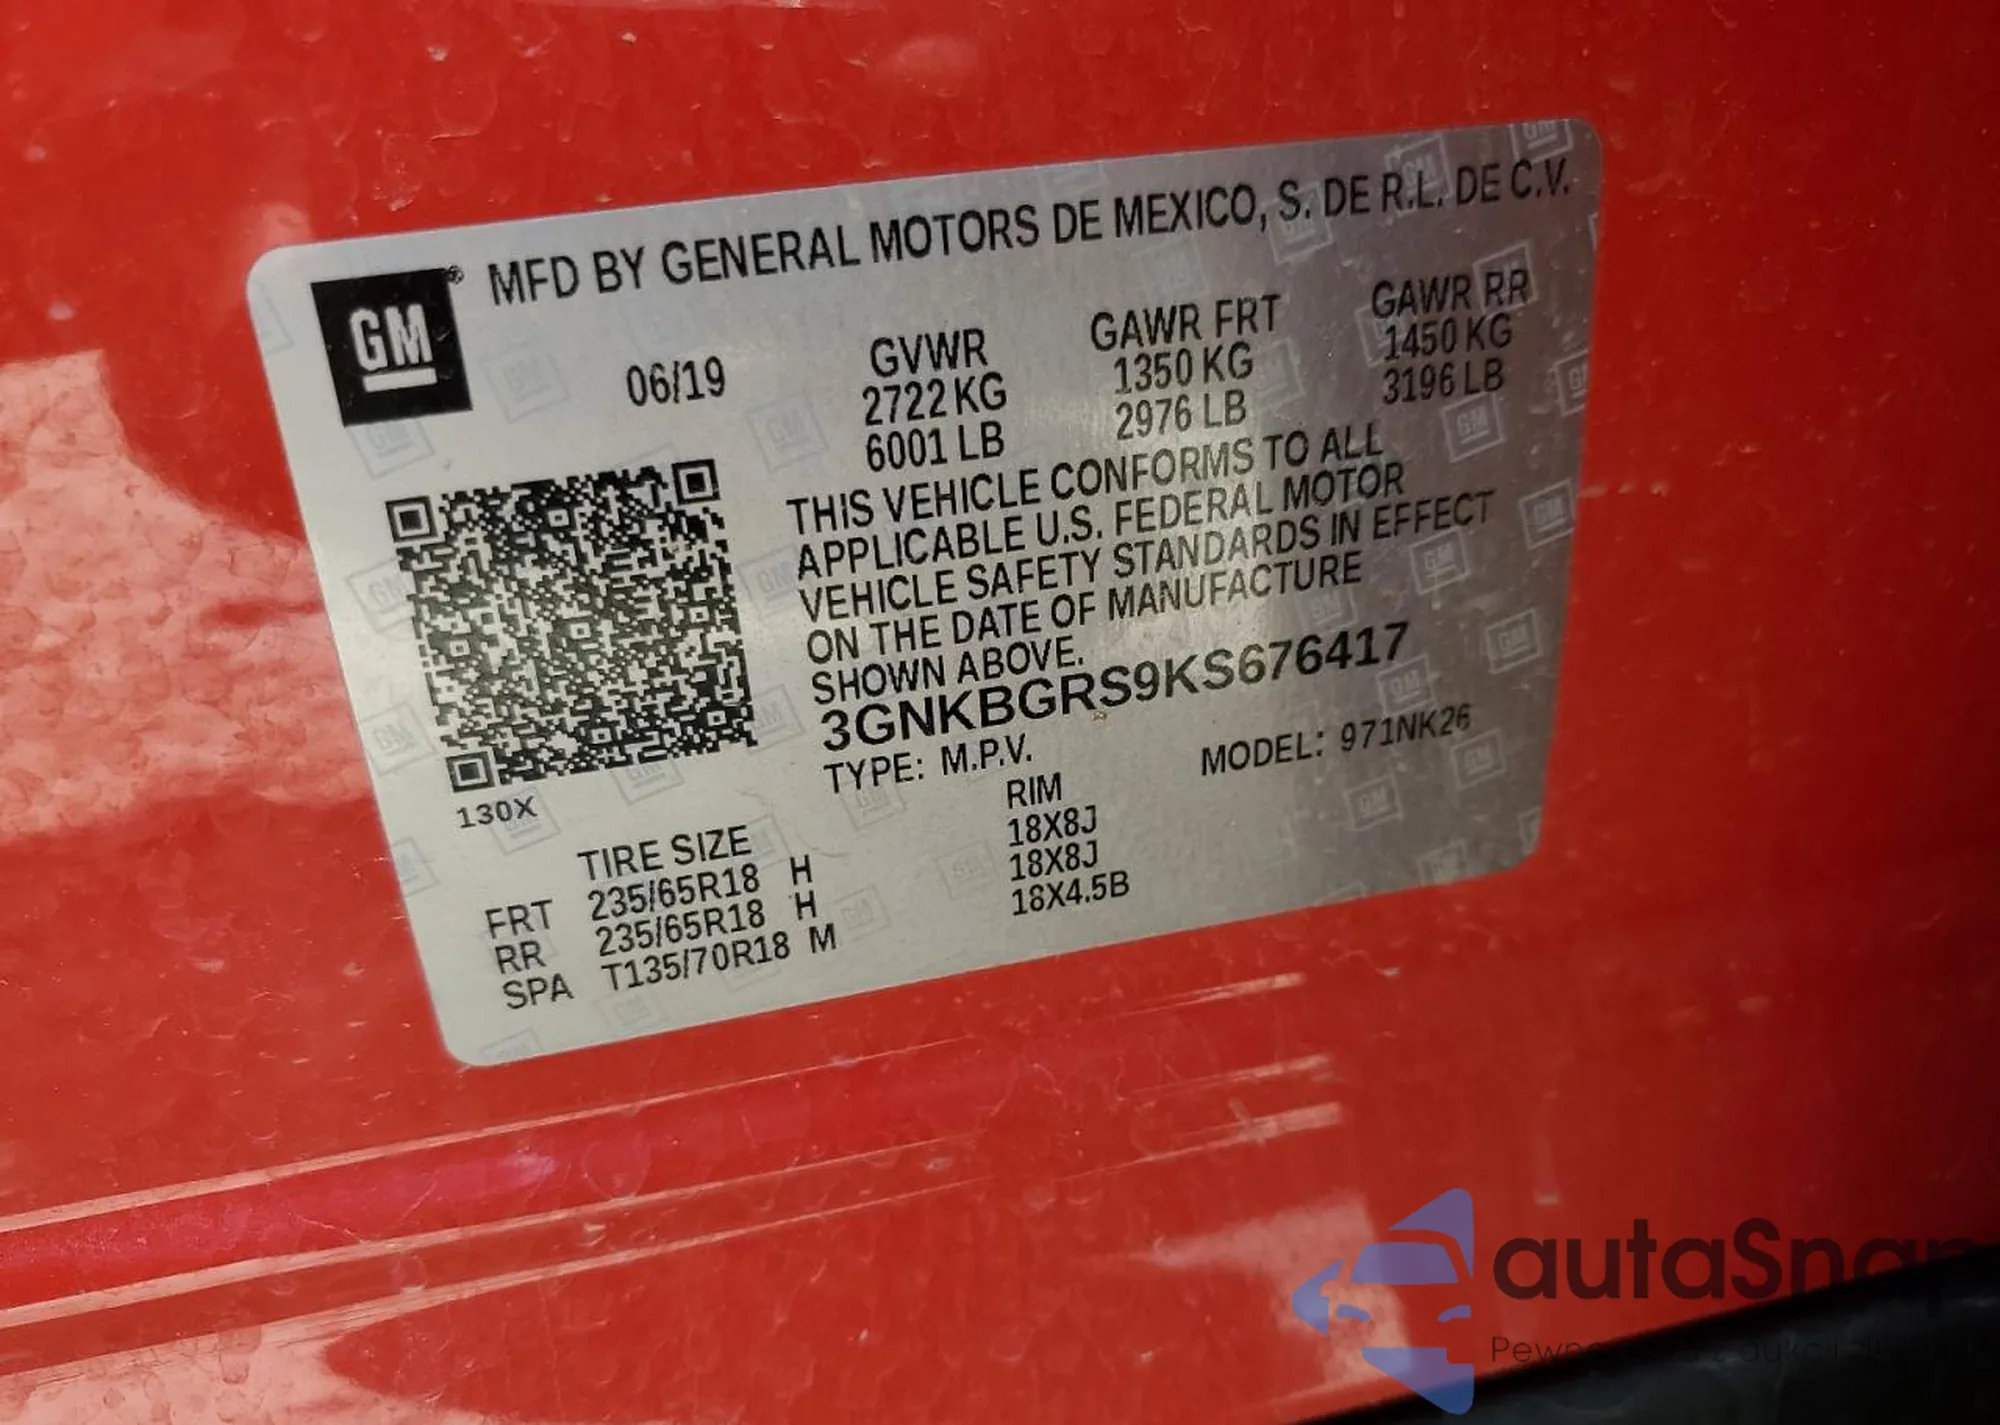 GM® MFD BY GENERAL MOTORS DE MEXICO, S. DE R.L. DE C.V.
06/19 GVWR GAWR FRT GAWR RR
2722 KG 1350 KG 1450 KG
6001 LB 2976 LB 3196 LB
THIS VEHICLE CONFORMS TO ALL
APPLICABLE U.S. FEDERAL MOTOR
VEHICLE SAFETY STANDARDS IN EFFECT
ON THE DATE OF MANUFACTURE
SHOWN ABOVE.
3GNKBGRS9KS676417
TYPE: M.P.V. MODEL: 971NK26
130X
TIRE SIZE RIM
FRT 235/65R18 H 18X8J
RR 235/65R18 H 18X8J
SPA T135/70R18 M 18X4.5B
autaSnap